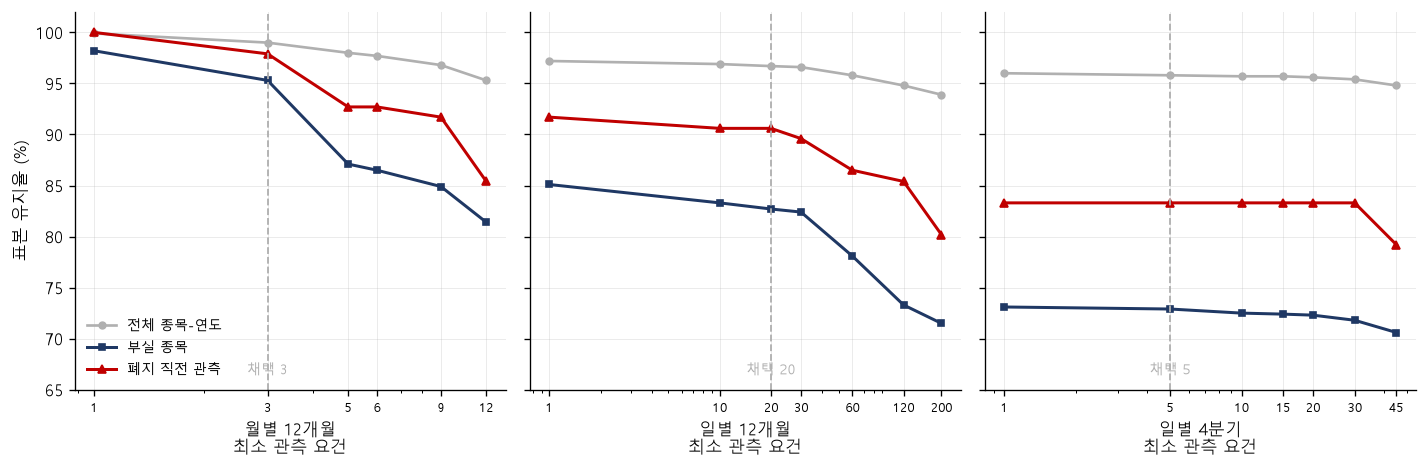 표본 유지율 (%)
100
95
90
85
80
75
70
65
전체 종목-연도
부실 종목
폐지 직전 관측
채택 3
1 3 5 6 9 12
월별 12개월
최소 관측 요건
채택 20
1 10 20 30 60 120 200
일별 12개월
최소 관측 요건
채택 5
1 5 10 15 20 30 45
일별 4분기
최소 관측 요건